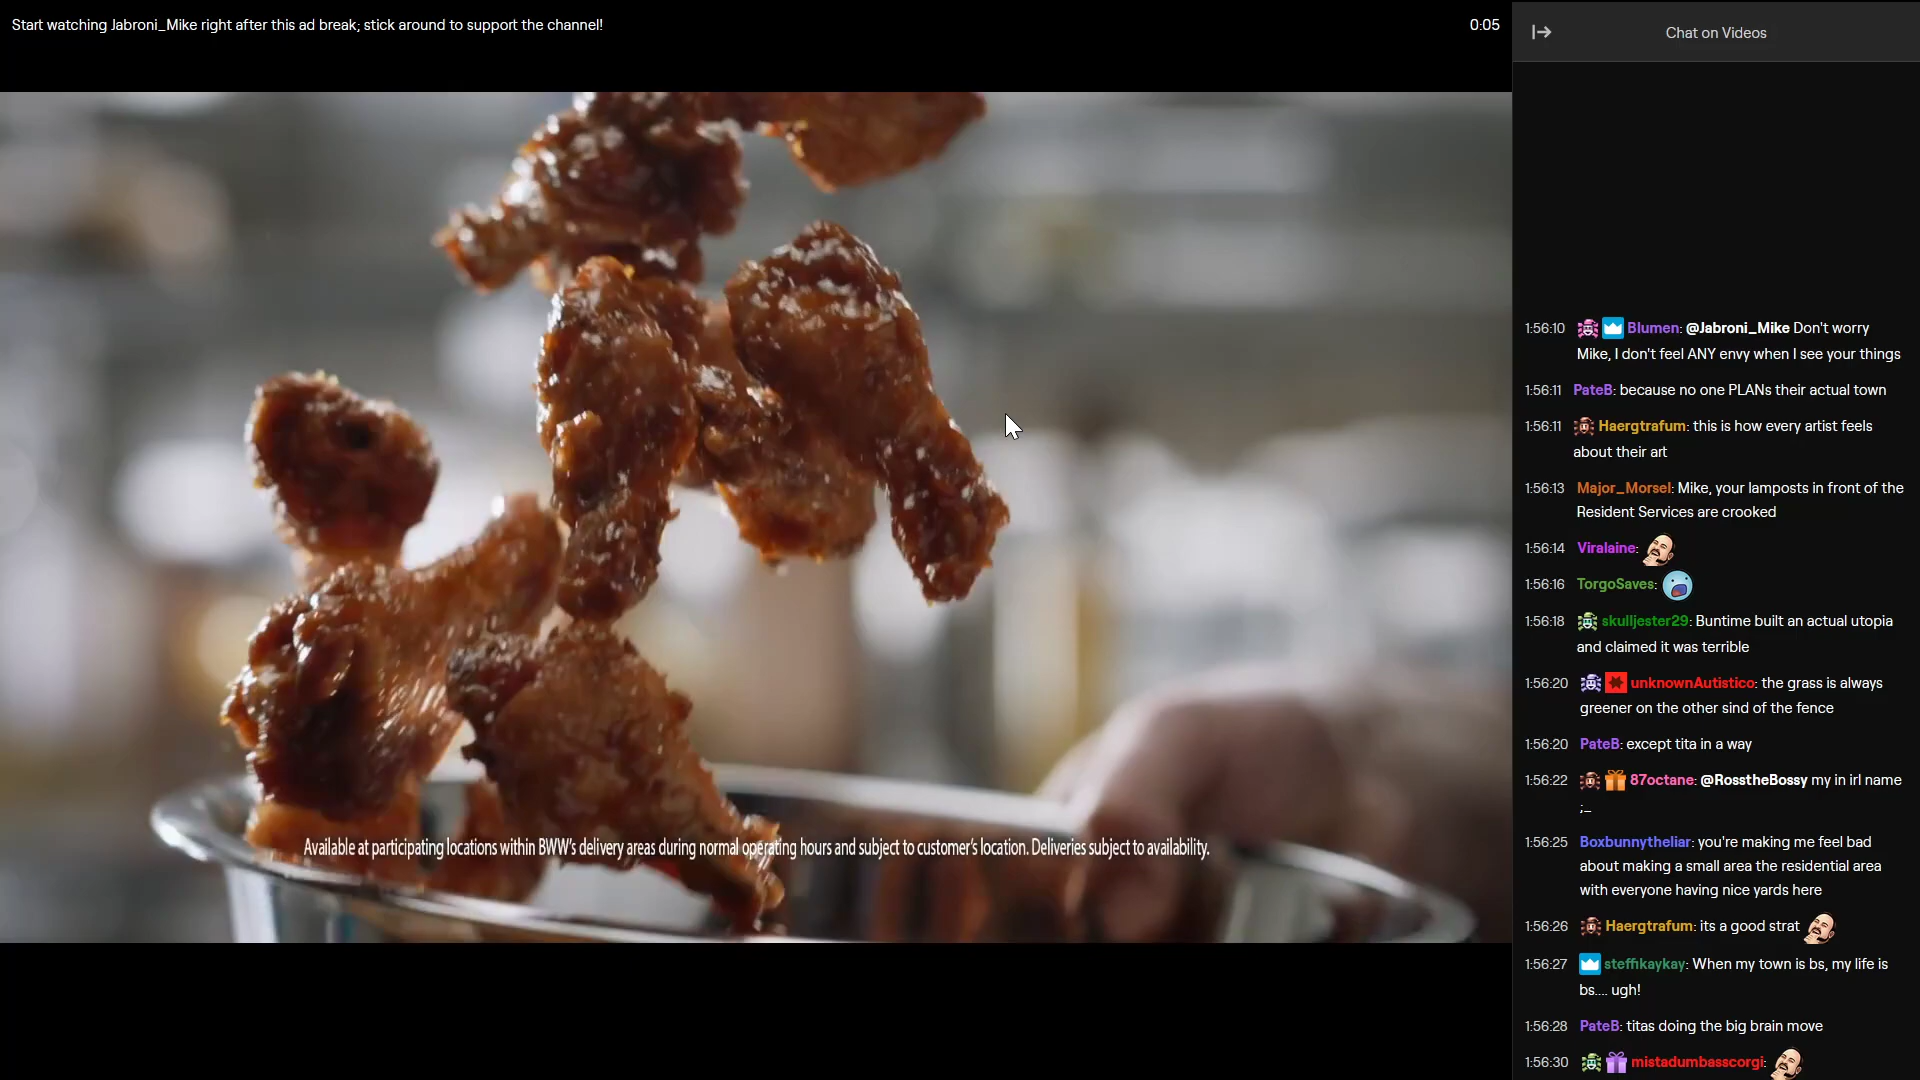 Start watching Jabroni_Mike right after this ad break; stick around to support the channel!
0:05
Available at participating locations within BWW's delivery areas during normal operating hours and subject to customer's location. Deliveries subject to availability.
Chat on Videos
1:56:10 Blumen: @Jabroni_Mike Don't worry
Mike, I don't feel ANY envy when I see your things
1:56:11 PateB: because no one PLANs their actual town
1:56:11 Haergtrafum: this is how every artist feels
about their art
1:56:13 Major_Morsel: Mike, your lamposts in front of the
Resident Services are crooked
1:56:14 Viralaine:
1:56:16 TorgoSaves:
1:56:18 skulljester29: Buntime built an actual utopia
and claimed it was terrible
1:56:20 unknownAutistico: the grass is always
greener on the other sind of the fence
1:56:20 PateB: except tita in a way
1:56:22 87octane: @RosstheBossy my in irl name
;_
1:56:25 Boxbunnytheliar: you're making me feel bad
about making a small area the residential area
with everyone having nice yards here
1:56:26 Haergtrafum: its a good strat
1:56:27 steffikaykay: When my town is bs, my life is
bs.... ugh!
1:56:28 PateB: titas doing the big brain move
1:56:30 mistadumbasscorgi: